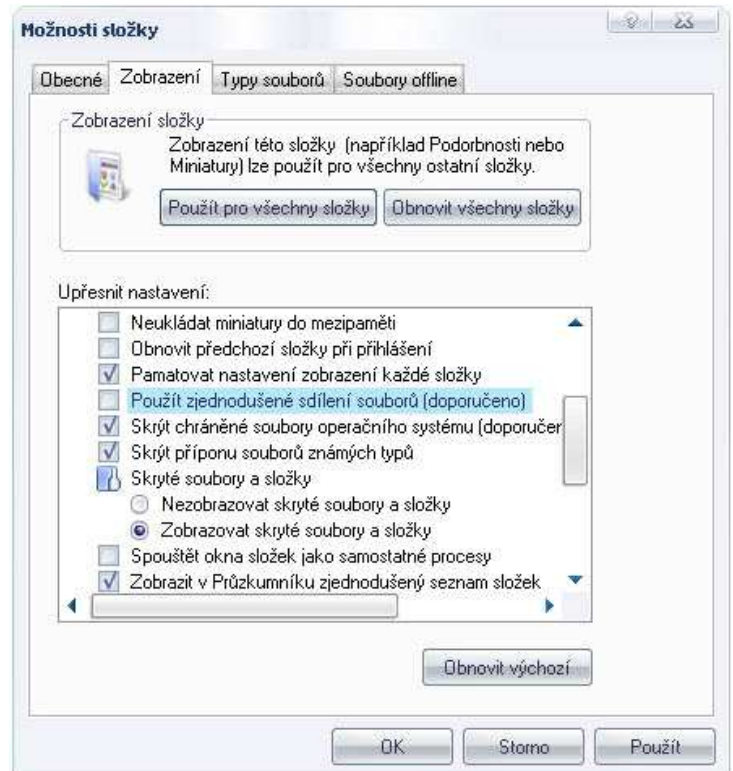 Možnosti složky
Obecné Zobrazení Typy souborů Soubory offline
Zobrazení složky
Zobrazení této složky (například Podorbnosti nebo
Miniatury) lze použít pro všechny ostatní složky.
Použít pro všechny složky Obnovit všechny složky
Upřesnit nastavení:
Neukládat miniatury do mezipaměti
Obnovit předchozí složky při přihlášení
Pamatovat nastavení zobrazení každé složky
Použít zjednodušené sdílení souborů (doporučeno)
Skrýt chráněné soubory operačního systému (doporučer
Skrýt příponu souborů známých typů
Skryté soubory a složky
Nezobrazovat skryté soubory a složky
Zobrazovat skryté soubory a složky
Spouštět okna složek jako samostatné procesy
Zobrazit v Průzkumníku zjednodušený seznam složek
Obnovit výchozí
OK Storno Použít